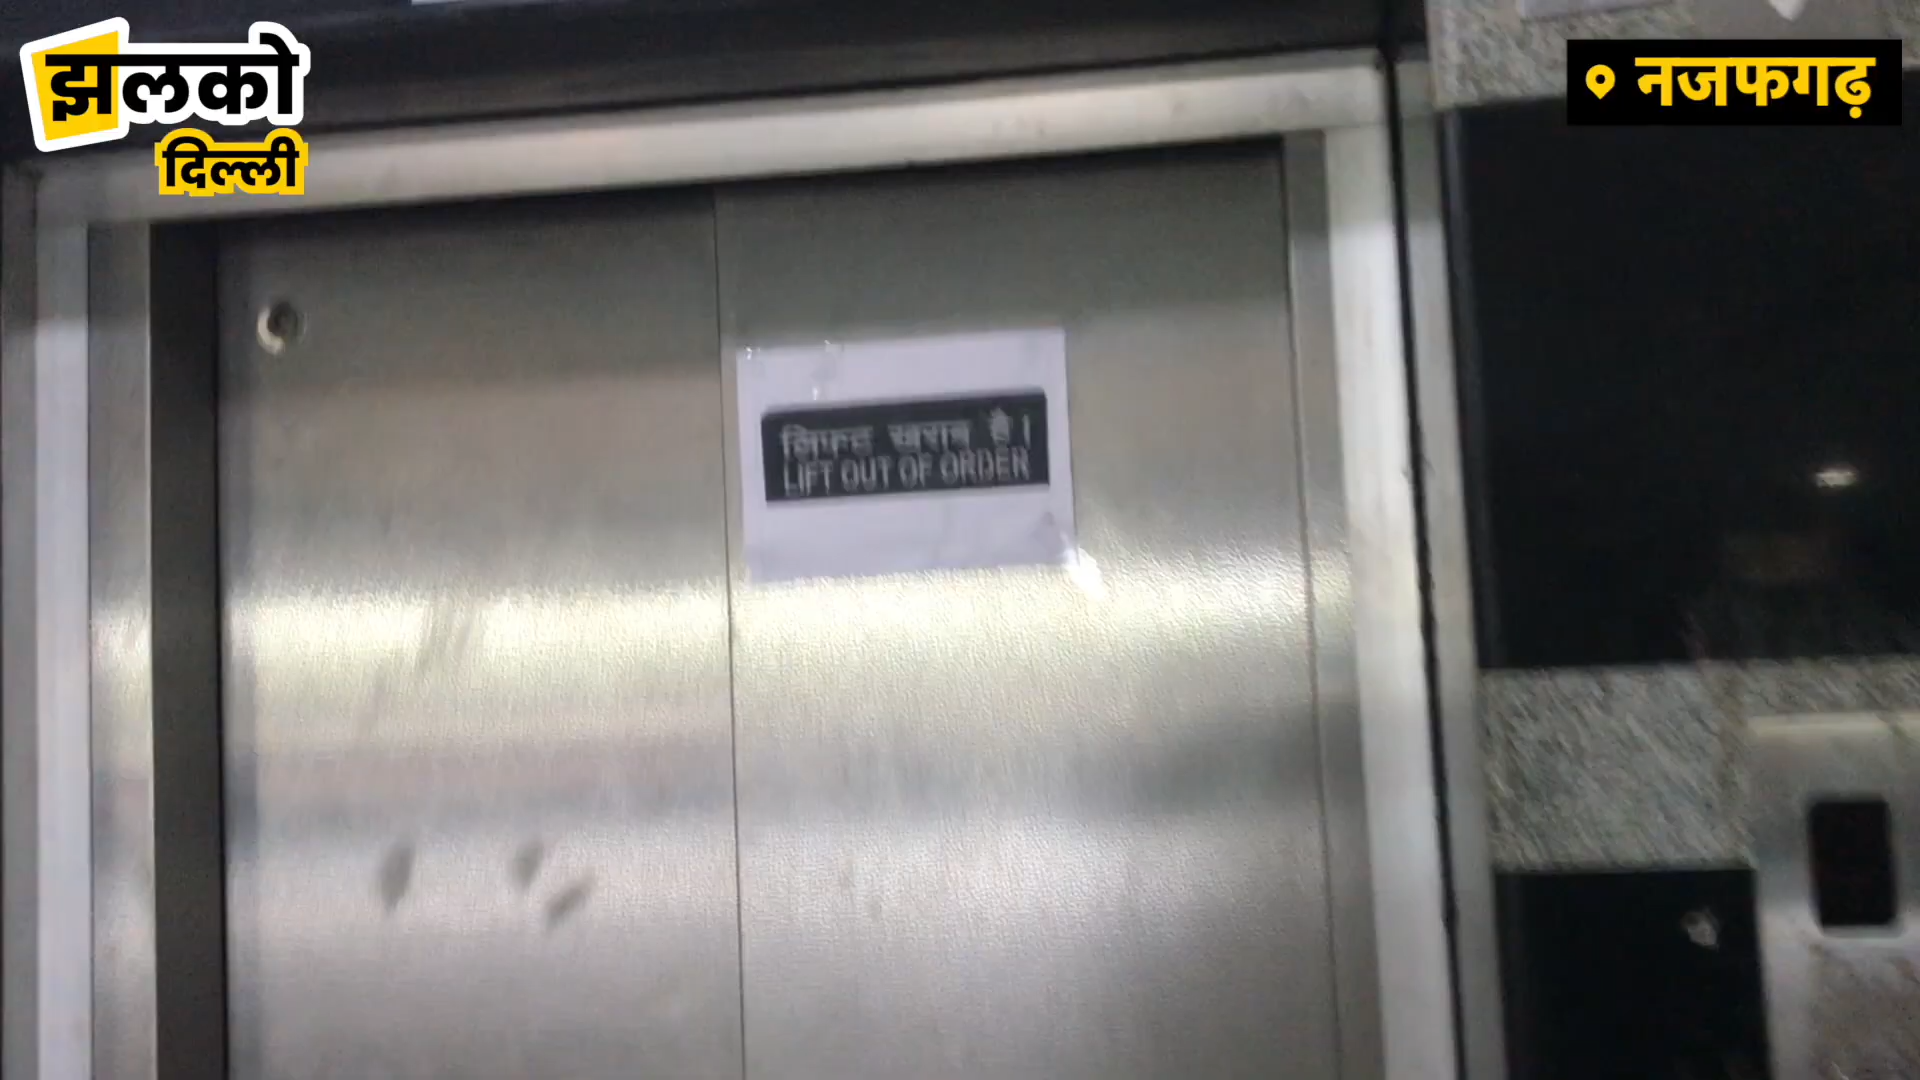 झलको
दिल्ली
नजफगढ़
लिफ्ट खराब है।
LIFT OUT OF ORDER